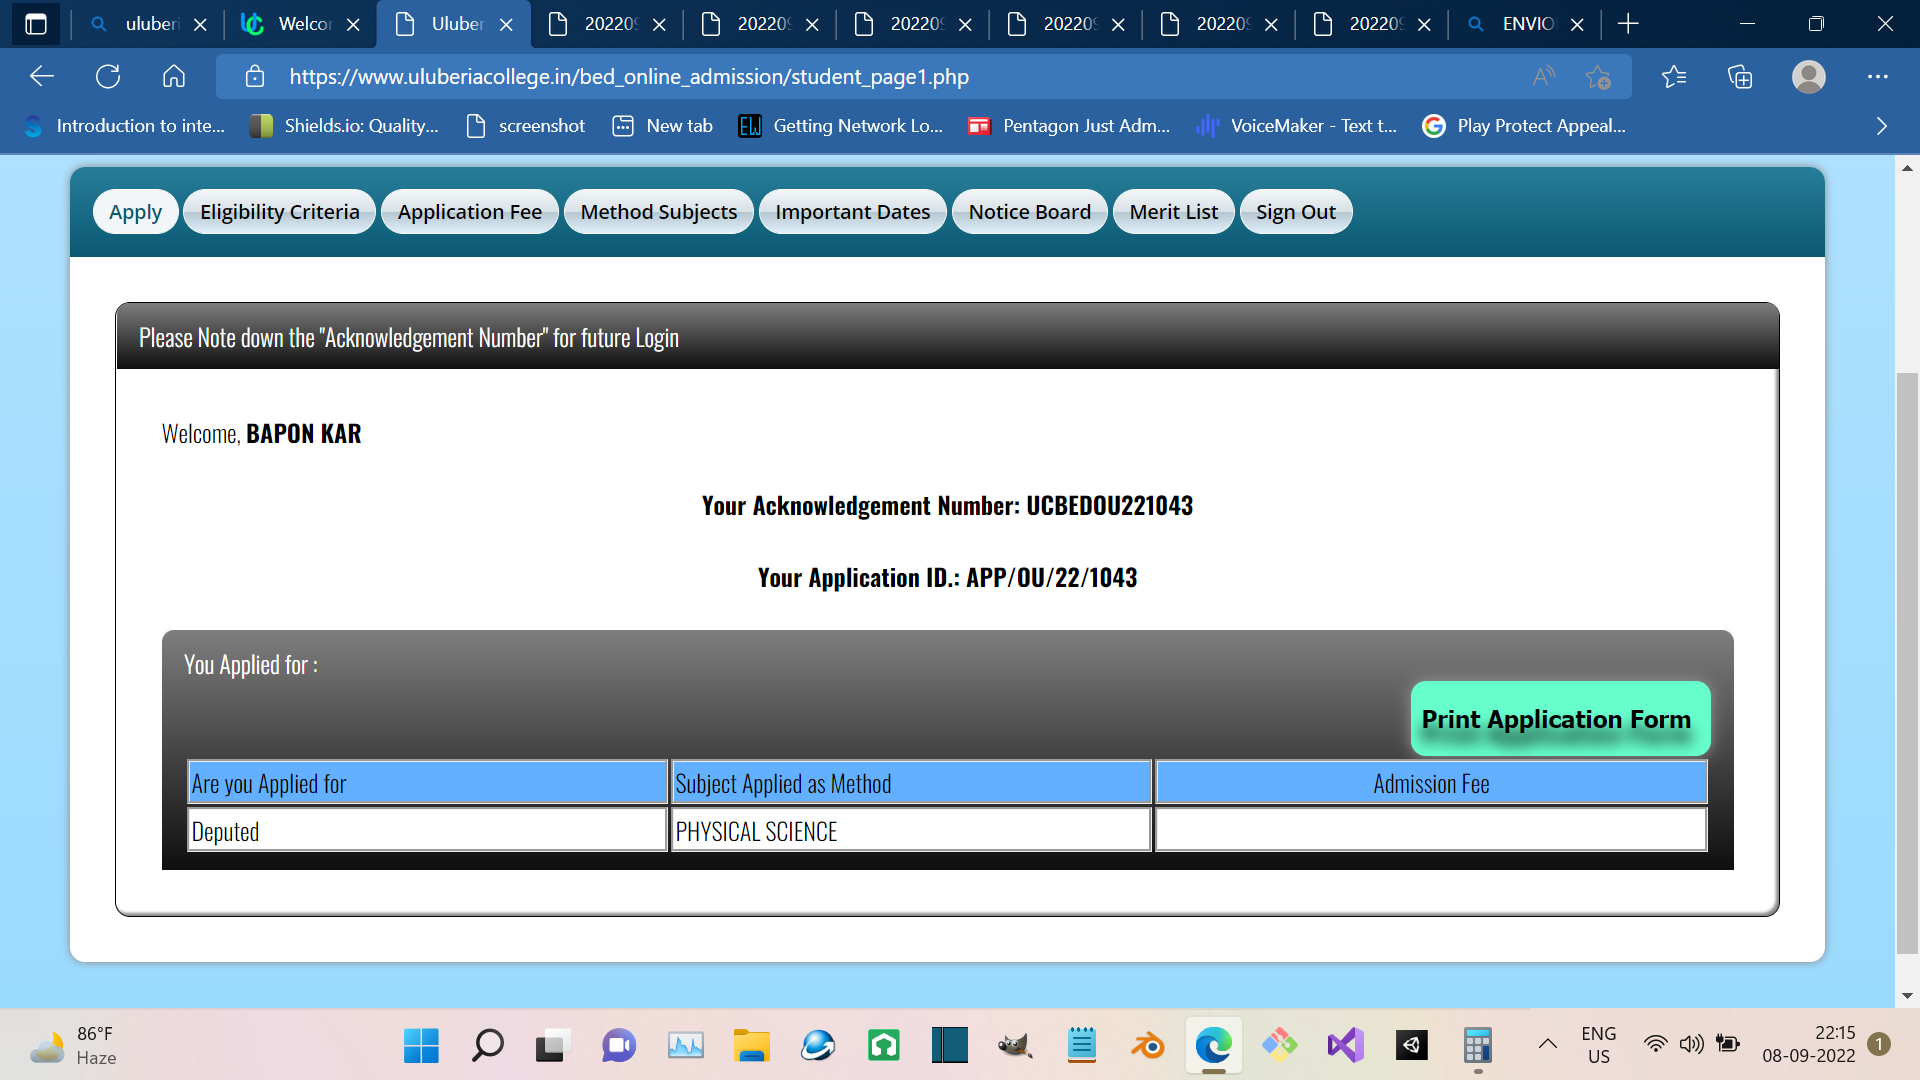 uluberi
Welco
Uluber
20220
20220
20220
20220
20220
20220
ENVIO
https://www.uluberiacollege.in/bed_online_admission/student_page1.php
Introduction to inte...
Shields.io: Quality...
screenshot
New tab
Getting Network Lo...
Pentagon Just Adm...
VoiceMaker - Text t...
Play Protect Appeal...
Apply
Eligibility Criteria
Application Fee
Method Subjects
Important Dates
Notice Board
Merit List
Sign Out
Please Note down the "Acknowledgement Number" for future Login
Welcome, BAPON KAR
Your Acknowledgement Number: UCBEDOU221043
Your Application ID.: APP/OU/22/1043
You Applied for :
Print Application Form
Are you Applied for
Subject Applied as Method
Admission Fee
Deputed
PHYSICAL SCIENCE
86°F
Haze
ENG
US
22:15
08-09-2022
1